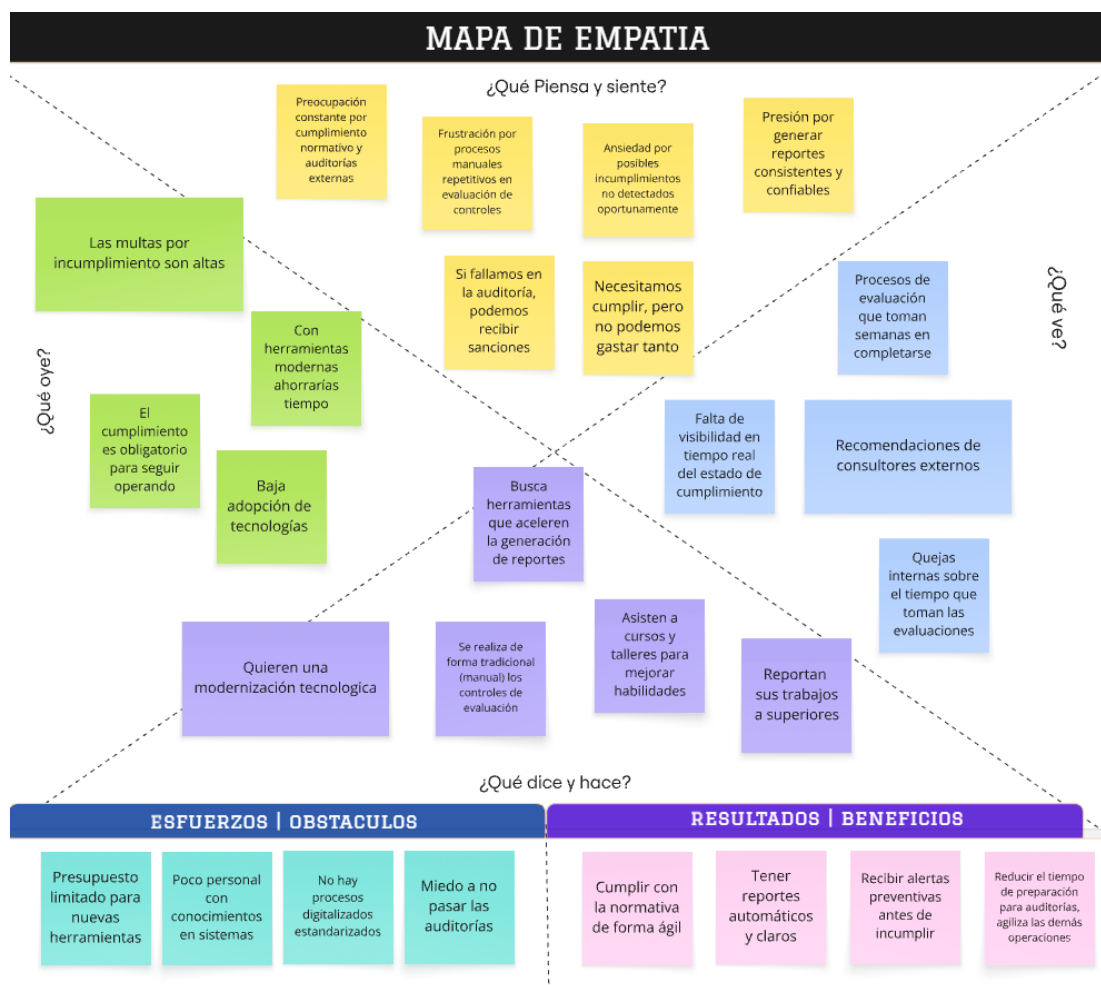 MAPA DE EMPATIA
¿Qué Piensa y siente?
Preocupación
constante por
cumplimiento
normativo y
auditorías
externas
Frustración por
procesos
manuales
repetitivos en
evaluación de
controles
Ansiedad por
posibles
incumplimientos
no detectados
oportunamente
Presión por
generar
reportes
consistentes y
confiables
Si fallamos en
la auditoría,
podemos
recibir
sanciones
Necesitamos
cumplir, pero
no podemos
gastar tanto
¿Qué oye?
Las multas por
incumplimiento son altas
Con
herramientas
modernas
ahorrarías
tiempo
El
cumplimiento
es obligatorio
para seguir
operando
Baja
adopción de
tecnologías
¿Qué ve?
Procesos de
evaluación
que toman
semanas en
completarse
Falta de
visibilidad en
tiempo real
del estado de
cumplimiento
Recomendaciones de
consultores externos
Quejas
internas sobre
el tiempo que
toman las
evaluaciones
Busca
herramientas
que aceleren
la generación
de reportes
Quieren una
modernización tecnologíca
Se realiza de
forma tradicional
(manual) los
controles de
evaluación
Asisten a
cursos y
talleres para
mejorar
habilidades
Reportan
sus trabajos
a superiores
¿Qué dice y hace?
ESFUERZOS | OBSTACULOS
Presupuesto
limitado para
nuevas
herramientas
Poco personal
con
conocimientos
en sistemas
No hay
procesos
digitalizados
estandarizados
Miedo a no
pasar las
auditorías
RESULTADOS | BENEFICIOS
Cumplir con
la normativa
de forma ágil
Tener
reportes
automáticos
y claros
Recibir alertas
preventivas
antes de
incumplir
Reducir el tiempo
de preparación
para auditorías,
agiliza las demás
operaciones